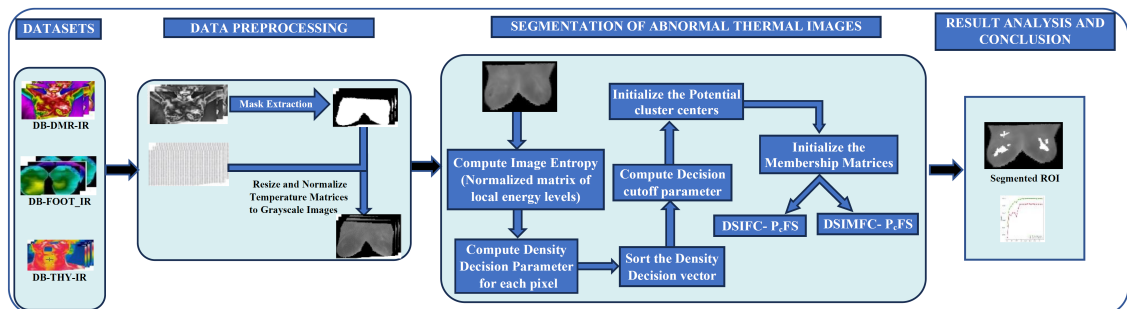 DATASETS
DB-DMR-IR
DB-FOOT_IR
DB-THY-IR
DATA PREPROCESSING
Mask Extraction
Resize and Normalize
Temperature Matrices
to Grayscale Images
SEGMENTATION OF ABNORMAL THERMAL IMAGES
Compute Image Entropy
(Normalized matrix of
local energy levels)
Compute Density
Decision Parameter
for each pixel
Sort the Density
Decision vector
Compute Decision
cutoff parameter
Initialize the Potential
cluster centers
Initialize the
Membership Matrices
DSIFC- PcFS
DSIMFC- PcFS
RESULT ANALYSIS AND
CONCLUSION
Segmented ROI